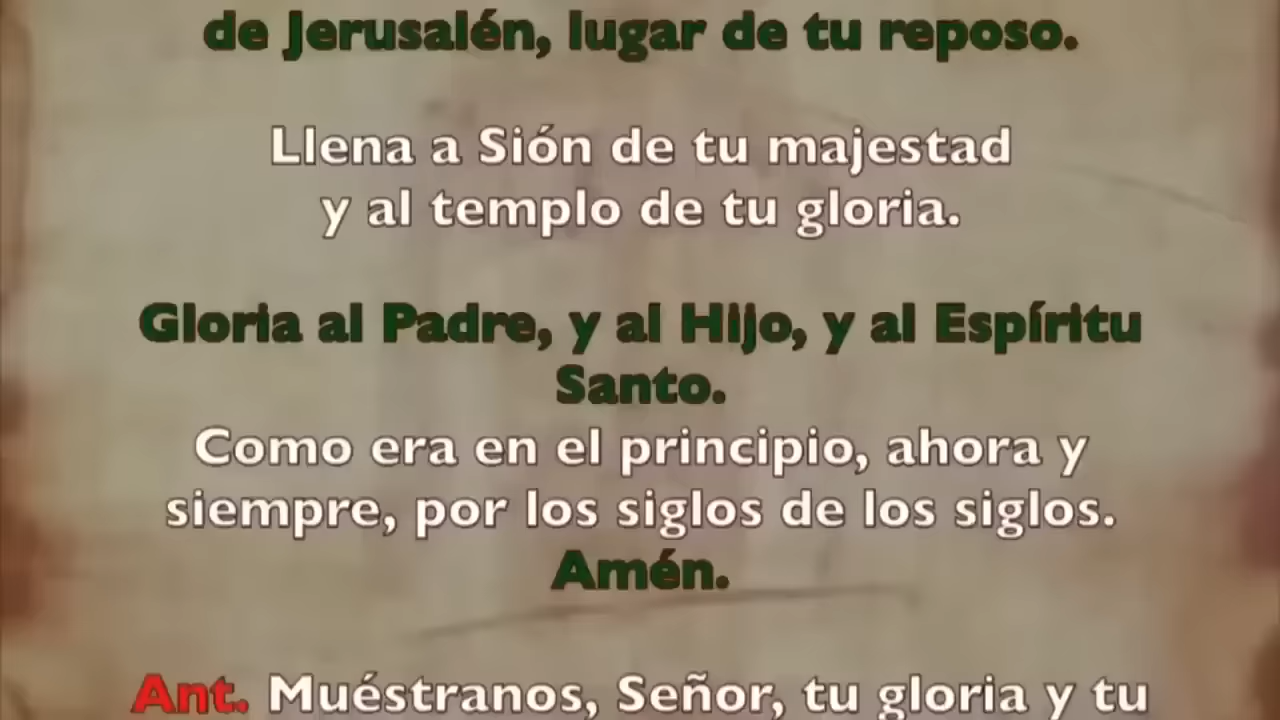 de Jerusalén, lugar de tu reposo.
Llena a Sión de tu majestad
y al templo de tu gloria.
Gloria al Padre, y al Hijo, y al Espíritu
Santo.
Como era en el principio, ahora y
siempre, por los siglos de los siglos.
Amén.
Ant. Muéstranos, Señor, tu gloria y tu